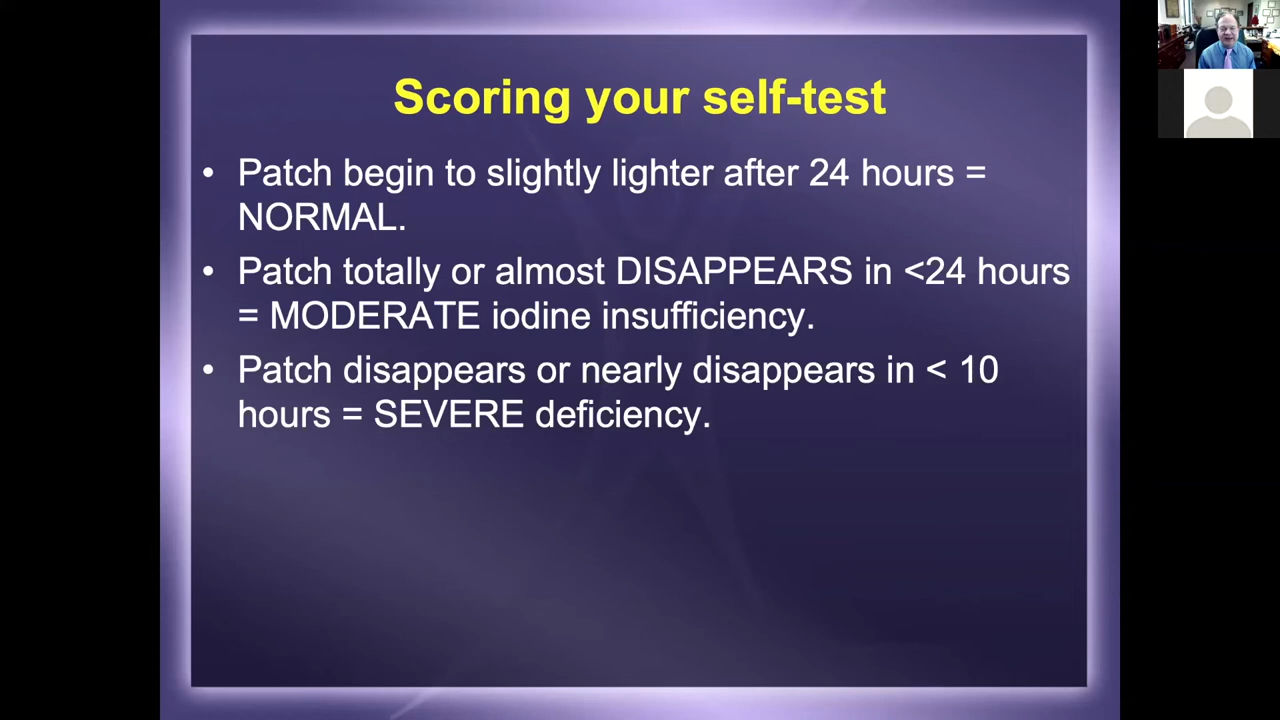 Scoring your self-test
• Patch begin to slightly lighter after 24 hours =
NORMAL.
• Patch totally or almost DISAPPEARS in <24 hours
= MODERATE iodine insufficiency.
• Patch disappears or nearly disappears in < 10
hours = SEVERE deficiency.